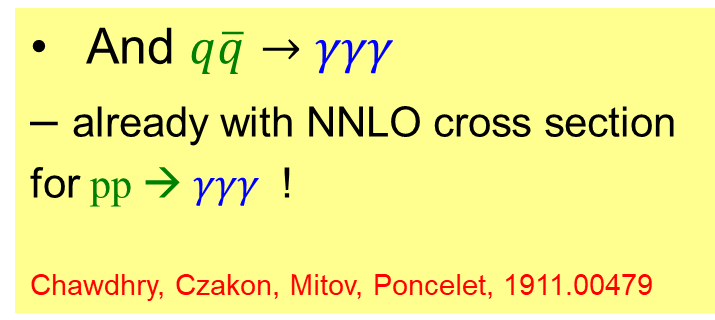 • And qq̄ → γγγ
– already with NNLO cross section
for pp → γγγ !
Chawdhry, Czakon, Mitov, Poncelet, 1911.00479